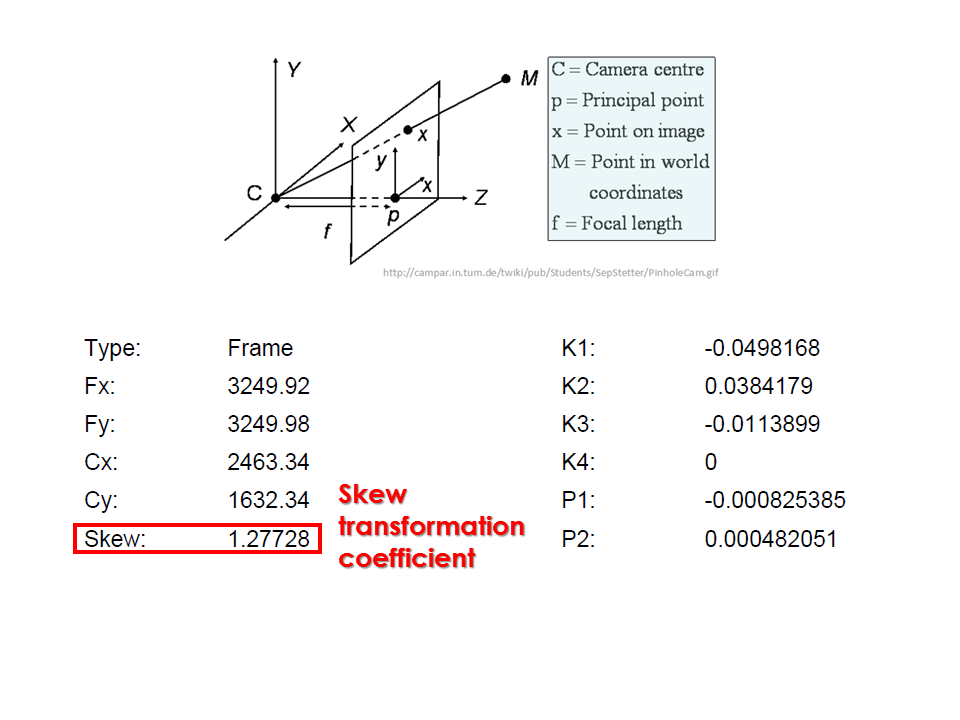 Y
X
M
x
y
x
C
Z
p
f
C = Camera centre
p = Principal point
x = Point on image
M = Point in world
coordinates
f = Focal length
http://campar.in.tum.de/twiki/pub/Students/SepStetter/PinholeCam.gif
Type: Frame
Fx: 3249.92
Fy: 3249.98
Cx: 2463.34
Cy: 1632.34
Skew: 1.27728
Skew
transformation
coefficient
K1: -0.0498168
K2: 0.0384179
K3: -0.0113899
K4: 0
P1: -0.000825385
P2: 0.000482051